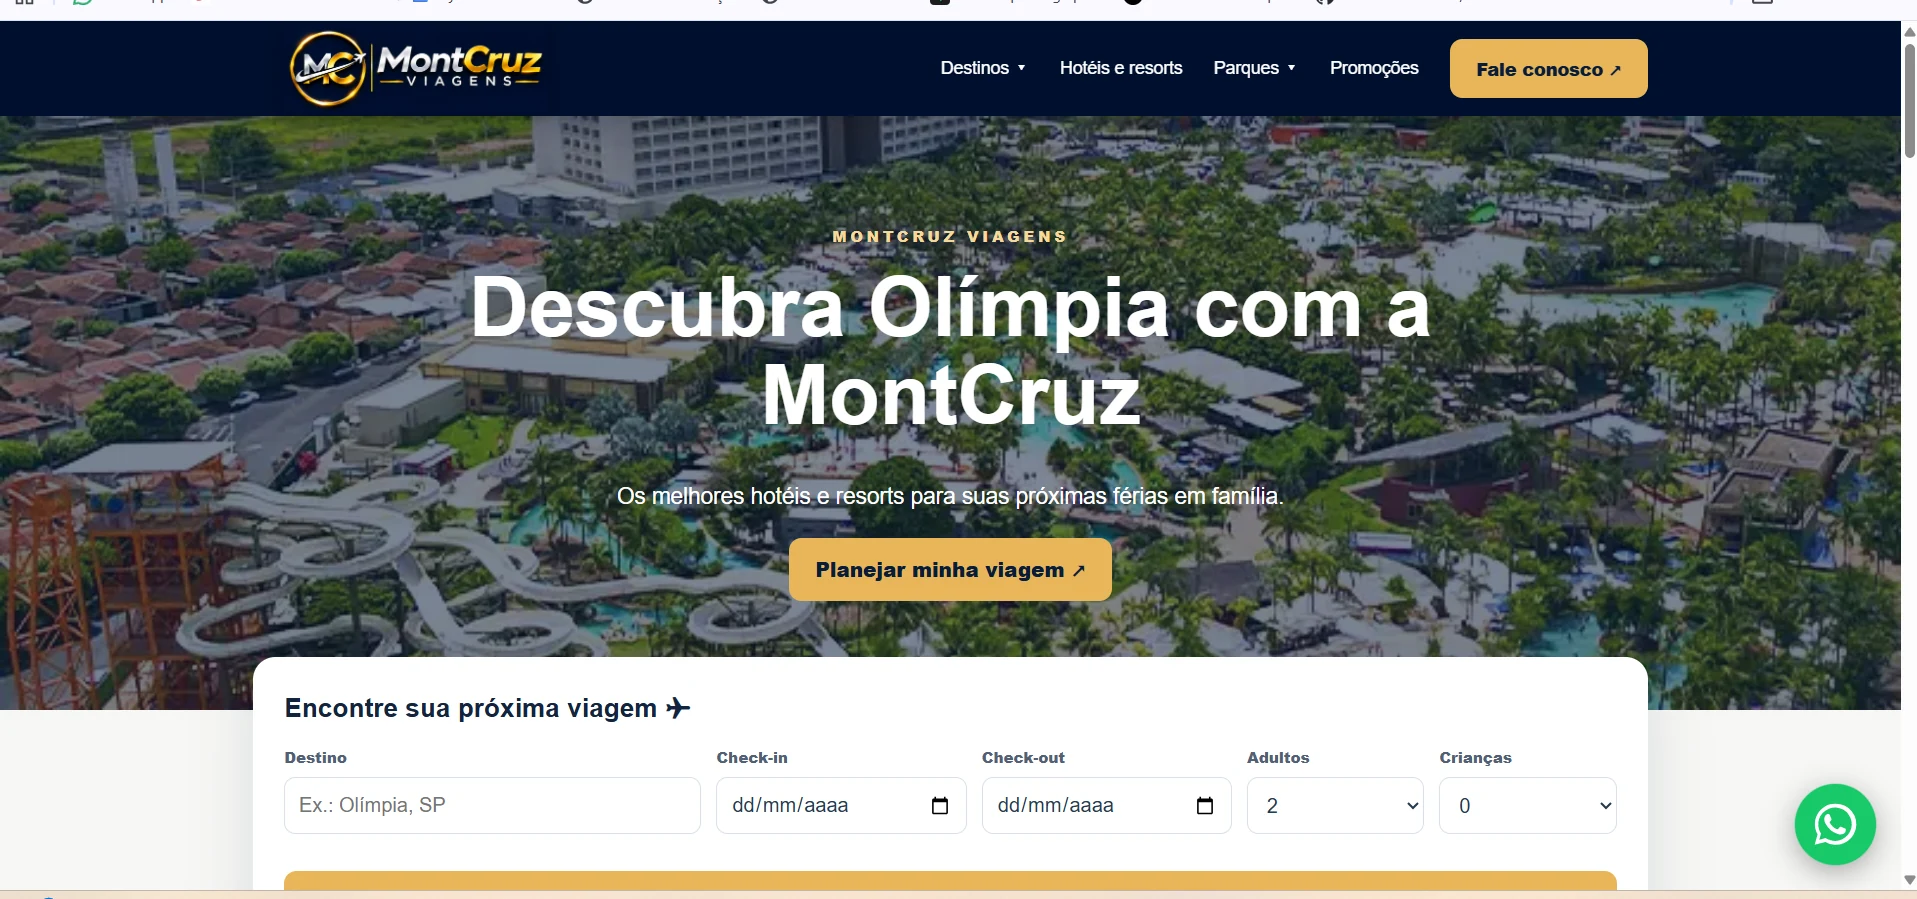 MC MontCruz
VIAGENS
Destinos ▼ Hotéis e resorts Parques ▼ Promoções Fale conosco ↗
MONTCRUZ VIAGENS
Descubra Olímpia com a
MontCruz
Os melhores hotéis e resorts para suas próximas férias em família.
Planejar minha viagem ↗
Encontre sua próxima viagem ✈
Destino Check-in Check-out Adultos Crianças
Ex.: Olímpia, SP dd/mm/aaaa dd/mm/aaaa 2 0